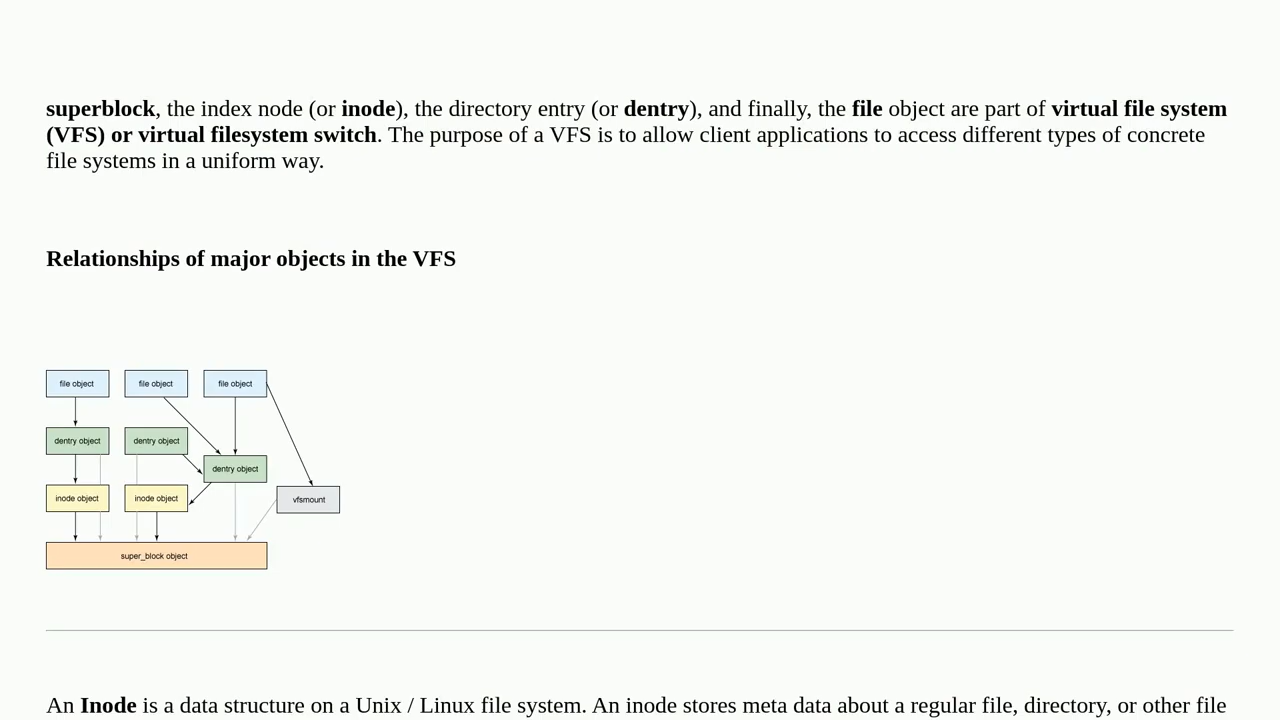 superblock, the index node (or inode), the directory entry (or dentry), and finally, the file object are part of virtual file system
(VFS) or virtual filesystem switch. The purpose of a VFS is to allow client applications to access different types of concrete
file systems in a uniform way.
Relationships of major objects in the VFS
file object
file object
file object
dentry object
dentry object
dentry object
inode object
inode object
vfsmount
super_block object
An Inode is a data structure on a Unix / Linux file system. An inode stores meta data about a regular file, directory, or other file